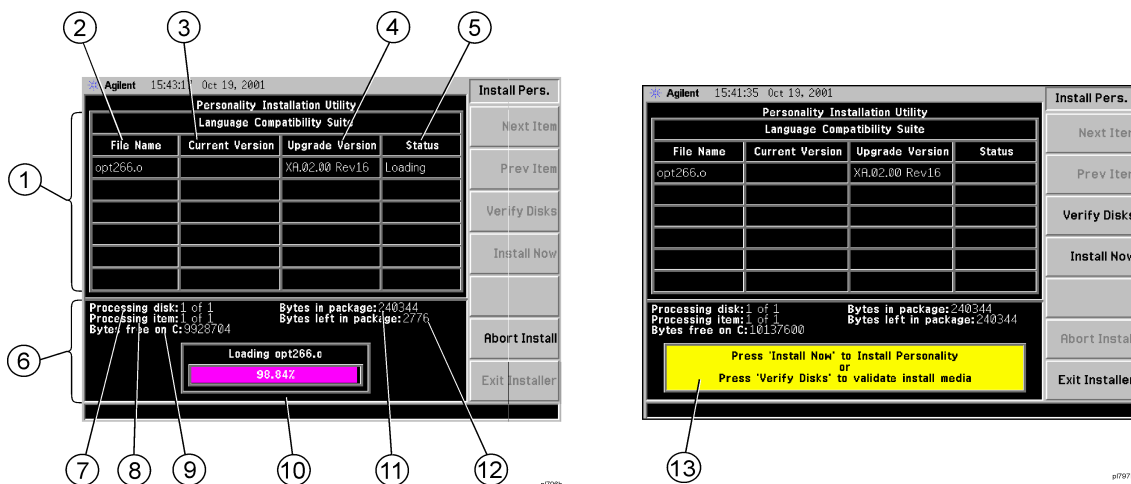 2
3
4
5
Agilent 15:43:1 Oct 19, 2001
Install Pers.
Personality Installation Utility
Language Compatibility Suite
File Name Current Version Upgrade Version Status
opt266.o XA.02.00 Rev16 Loading
Next Item
Prev Item
Verify Disks
Install Now
Abort Install
Exit Installer
1
Processing disk:1 of 1 Bytes in package:240344
Processing item:1 of 1 Bytes left in package:2776
Bytes free on C:9928704
6
Loading opt266.o
98.84%
7
8
9
10
11
12
Agilent 15:41:35 Oct 19, 2001
Install Pers.
Personality Installation Utility
Language Compatibility Suite
File Name Current Version Upgrade Version Status
opt266.o XA.02.00 Rev16
Next Iter
Prev Iter
Verify Disks
Install Now
Abort Instal
Exit Installer
Processing disk:1 of 1 Bytes in package:240344
Processing item:1 of 1 Bytes left in package:240344
Bytes free on C:10137600
Press 'Install Now' to Install Personality
or
Press 'Verify Disks' to validate install media
13
pl797